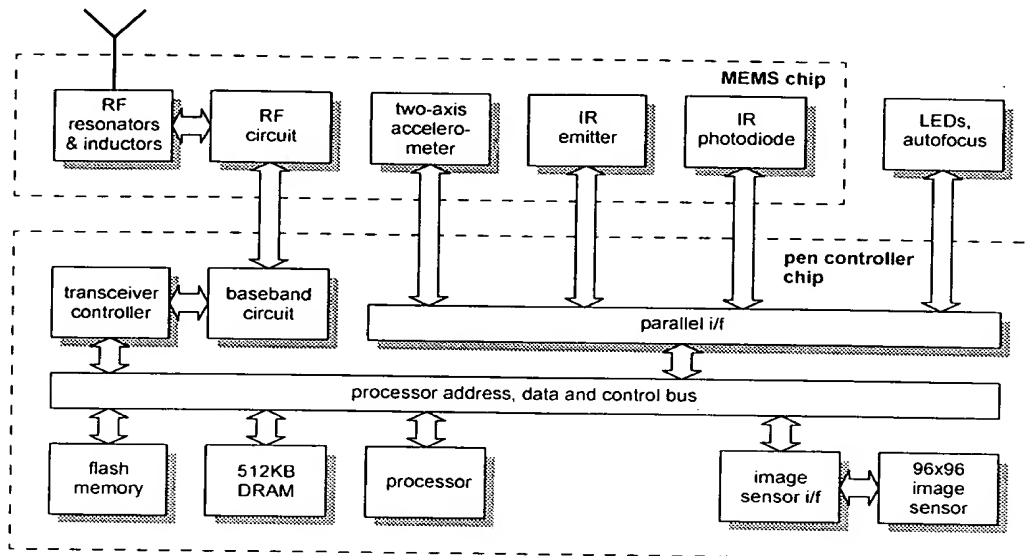 MEMS chip
RF
resonators
& inductors
RF
circuit
two-axis
accelero-
meter
IR
emitter
IR
photodiode
LEDs,
autofocus
pen controller
chip
transceiver
controller
baseband
circuit
parallel i/f
processor address, data and control bus
flash
memory
512KB
DRAM
processor
image
sensor i/f
96x96
image
sensor